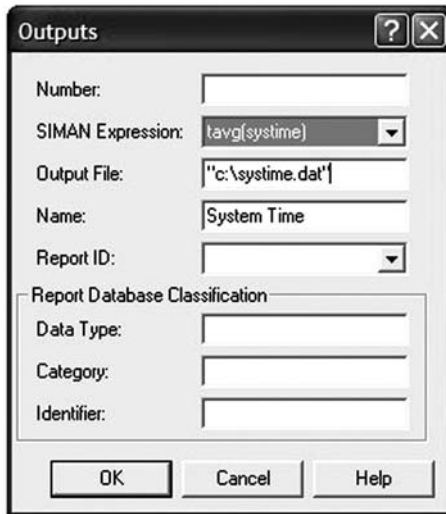 Outputs
Number:
SIMAN Expression: tavg(systime)
Output File: "c:\systime.dat"
Name: System Time
Report ID:
Report Database Classification
Data Type:
Category:
Identifier:
OK Cancel Help